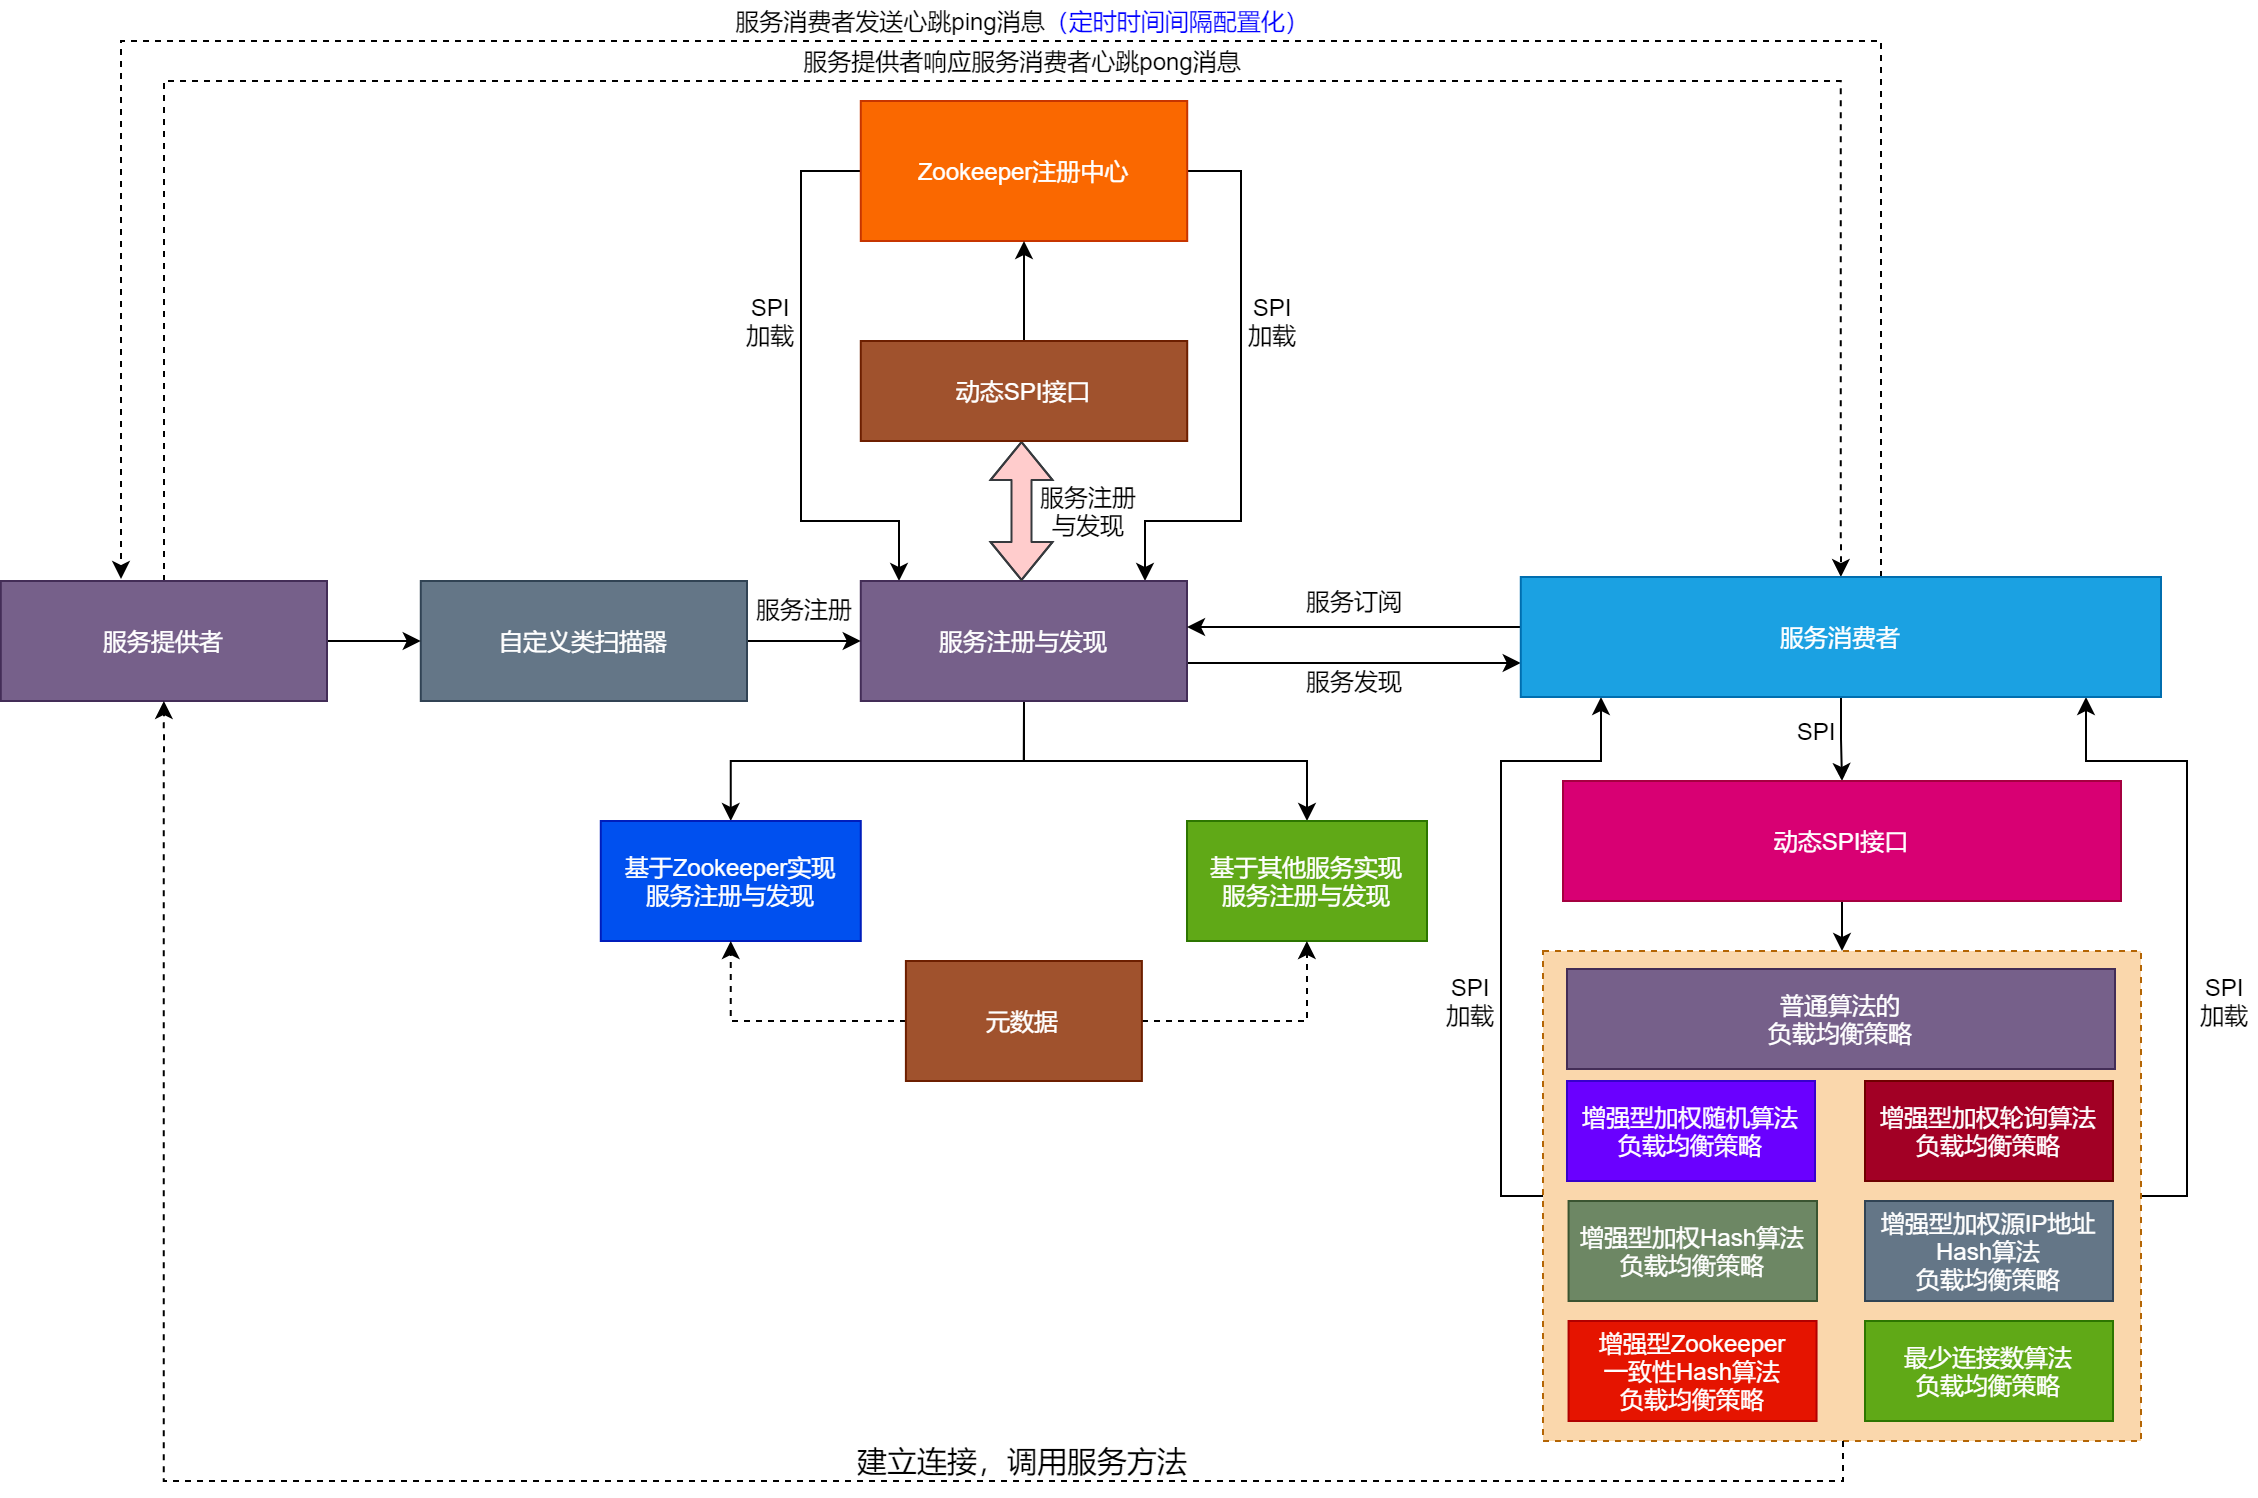 服务消费者发送心跳ping消息（定时时间间隔配置化）
服务提供者响应服务消费者心跳pong消息
Zookeeper注册中心
SPI
加载
SPI
加载
动态SPI接口
服务注册
与发现
服务提供者
自定义类扫描器
服务注册
服务注册与发现
服务订阅
服务发现
服务消费者
SPI
动态SPI接口
基于Zookeeper实现
服务注册与发现
基于其他服务实现
服务注册与发现
元数据
SPI
加载
SPI
加载
普通算法的
负载均衡策略
增强型加权随机算法
负载均衡策略
增强型加权轮询算法
负载均衡策略
增强型加权Hash算法
负载均衡策略
增强型加权源IP地址
Hash算法
负载均衡策略
增强型Zookeeper
一致性Hash算法
负载均衡策略
最少连接数算法
负载均衡策略
建立连接，调用服务方法